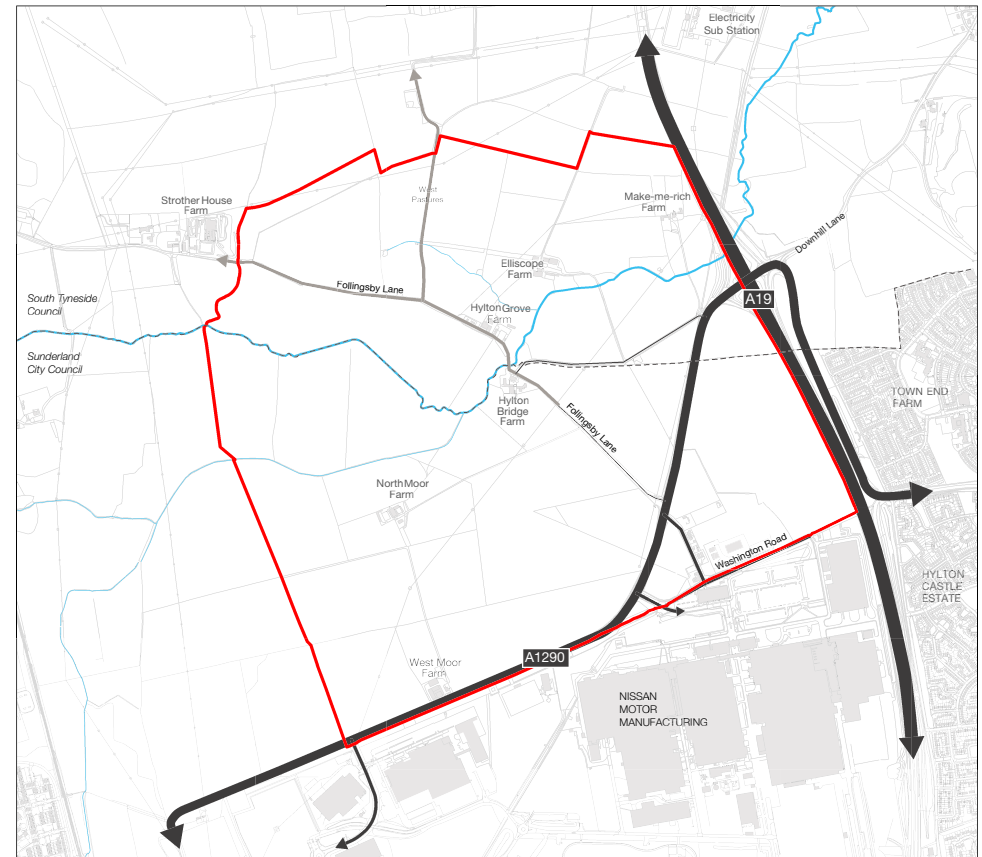 Electricity
Sub Station
West
Pastures
Strother House
Farm
Make-me-rich
Farm
Downhill Lane
Elliscope
Farm
Follingsby Lane
South Tyneside
Council
A19
Hylton Grove
Farm
Sunderland
City Council
TOWN END
FARM
Hylton
Bridge
Farm
Follingsby Lane
North Moor
Farm
Washington Road
HYLTON
CASTLE
ESTATE
A1290
West Moor
Farm
NISSAN
MOTOR
MANUFACTURING